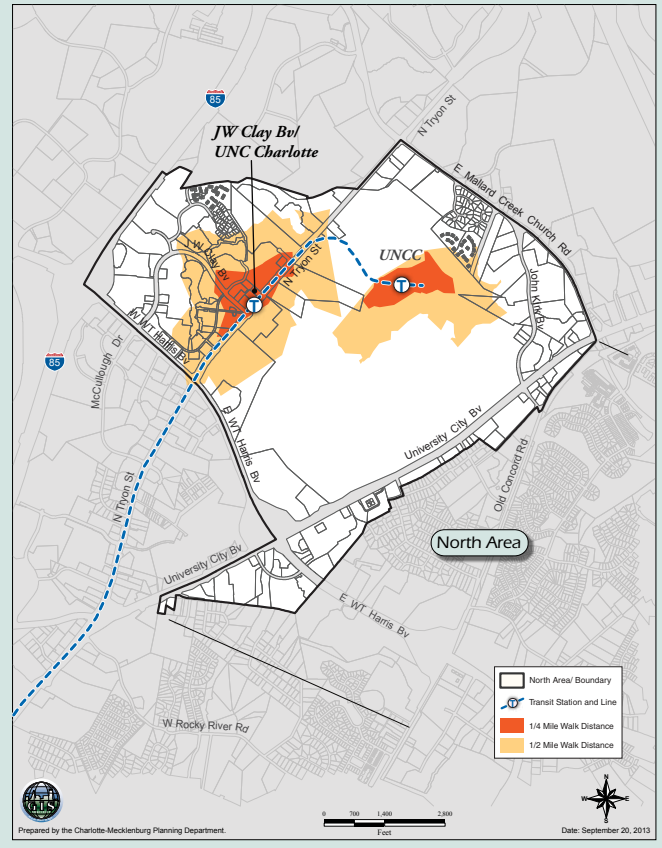 85
N Tryon St
JW Clay Bv/
UNC Charlotte
E Mallard Creek Church Rd
J W Clay Bv
N Tryon St
UNCC
T
T
John Kirk Bv
W WT Harris Bv
85
McCullough Dr
E WT Harris Bv
University City Bv
Old Concord Rd
N Tryon St
North Area
University City Bv
E WT Harris Bv
W Rocky River Rd
North Area/ Boundary
T
Transit Station and Line
1/4 Mile Walk Distance
1/2 Mile Walk Distance
GIS
N
W
E
S
0 700 1,400 2,800
Feet
Prepared by the Charlotte-Mecklenburg Planning Department.
Date: September 20, 2013